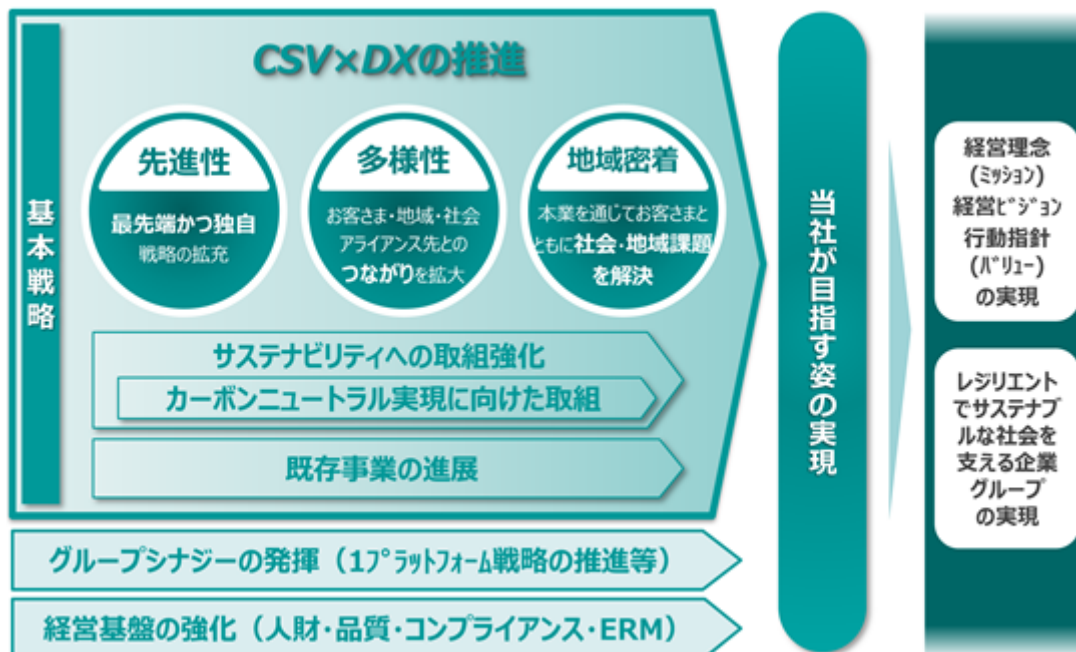 CSV×DXの推進
基本戦略
先進性
最先端かつ独自
戦略の拡充
多様性
お客さま・地域・社会
アライアンス先との
つながりを拡大
地域密着
本業を通じてお客さまと
ともに社会・地域課題
を解決
サステナビリティへの取組強化
カーボンニュートラル実現に向けた取組
既存事業の進展
グループシナジーの発揮（1ﾌﾟﾗｯﾄﾌｫｰﾑ戦略の推進等）
経営基盤の強化（人財・品質・コンプライアンス・ERM）
当社が目指す姿の実現
経営理念
(ﾐｯｼｮﾝ)
経営ﾋﾞｼﾞｮﾝ
行動指針
(ﾊﾞﾘｭｰ)
の実現
レジリエント
でサステナブ
ルな社会を
支える企業
グループ
の実現